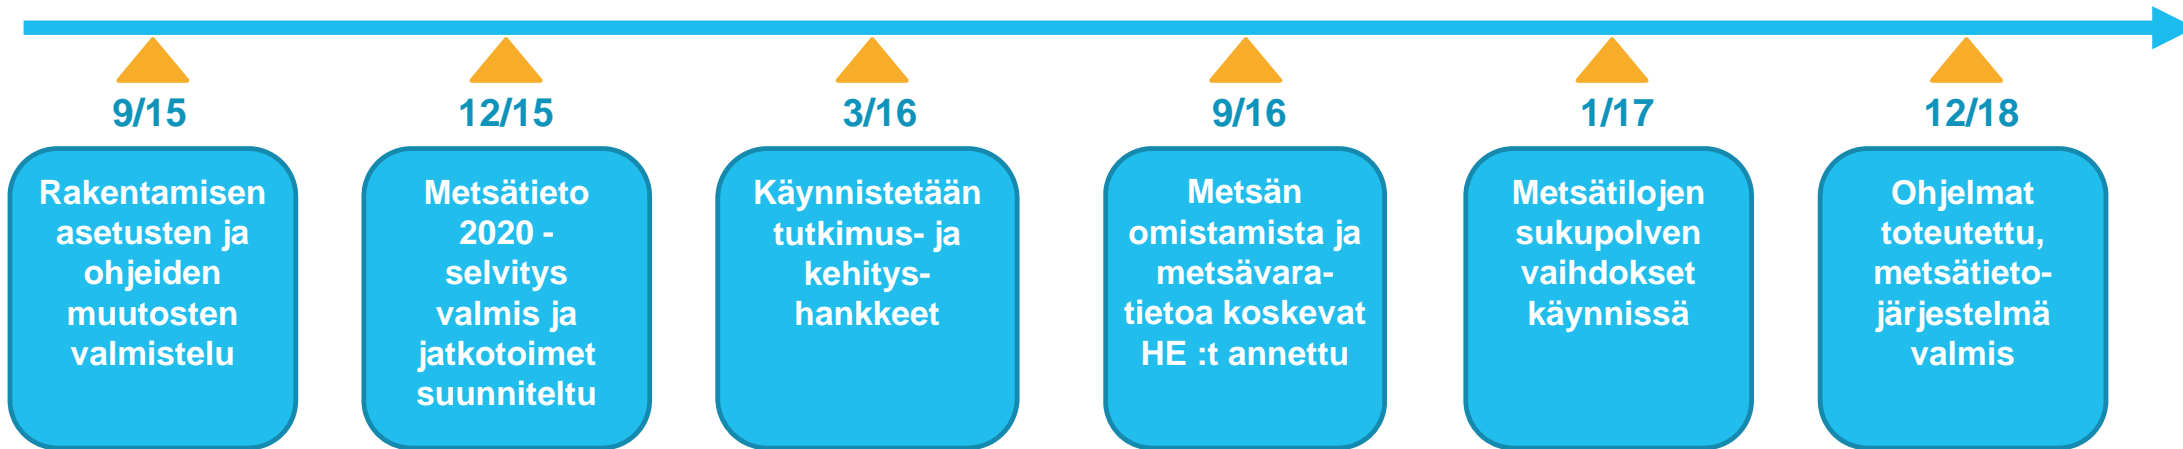 9/15
Rakentamisen
asetusten ja
ohjeiden
muutosten
valmistelu
12/15
Metsätieto
2020 -
selvitys
valmis ja
jatkotoimet
suunniteltu
3/16
Käynnistetään
tutkimus- ja
kehitys-
hankkeet
9/16
Metsän
omistamista ja
metsävara-
tietoa koskevat
HE :t annettu
1/17
Metsätilojen
sukupolven
vaihdokset
käynnissä
12/18
Ohjelmat
toteutettu,
metsätieto-
järjestelmä
valmis